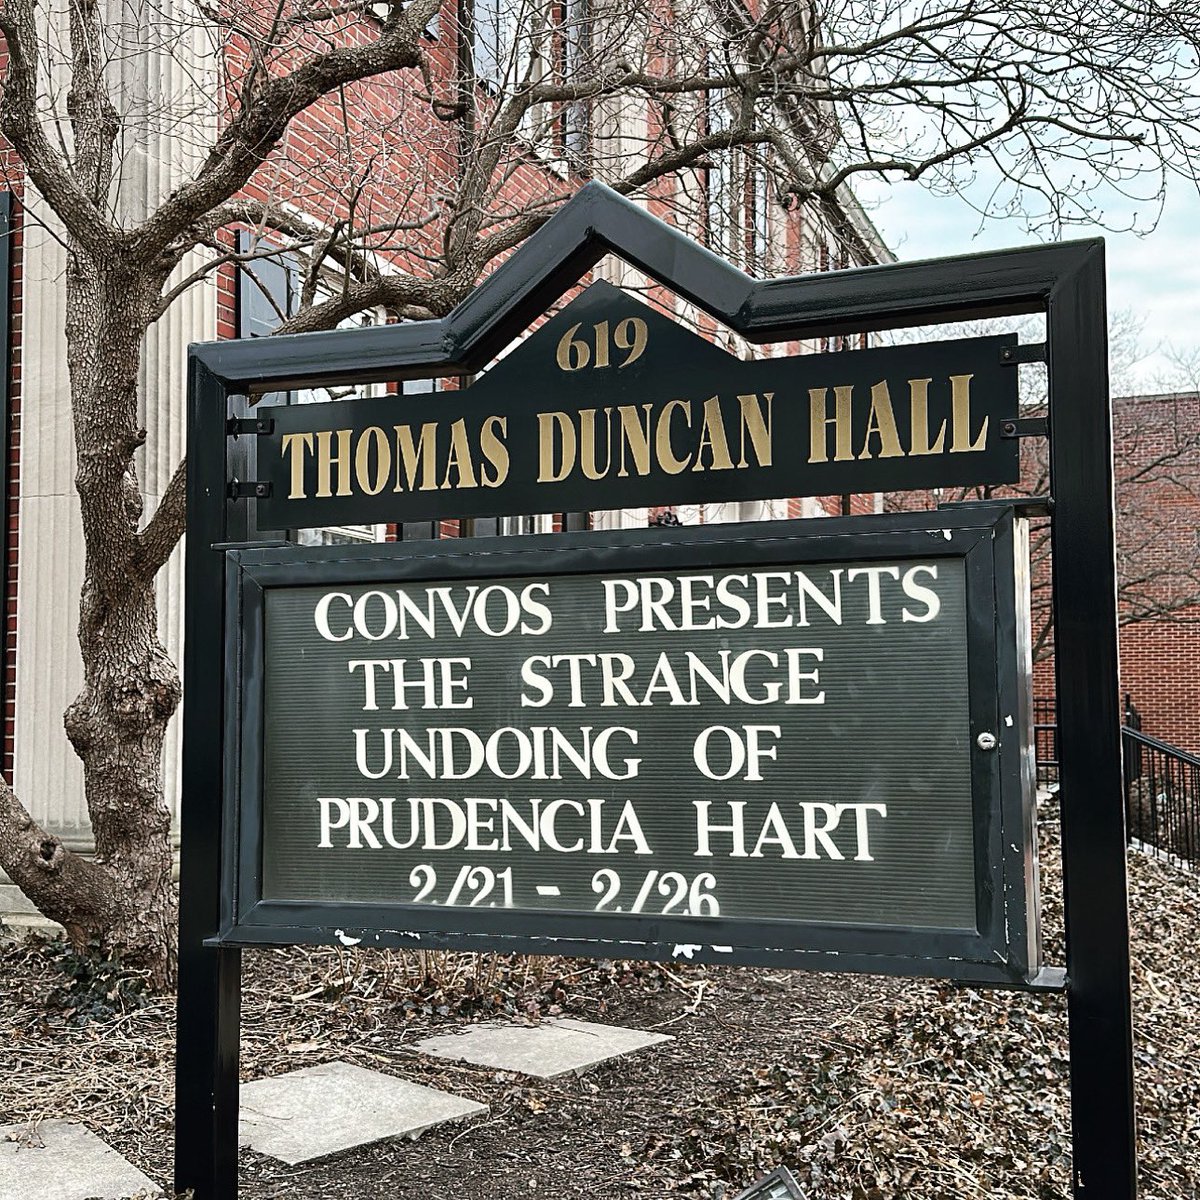 619
THOMAS DUNCAN HALL
CONVOS PRESENTS
THE STRANGE
UNDOING OF
PRUDENCIA HART
2/21 - 2/26